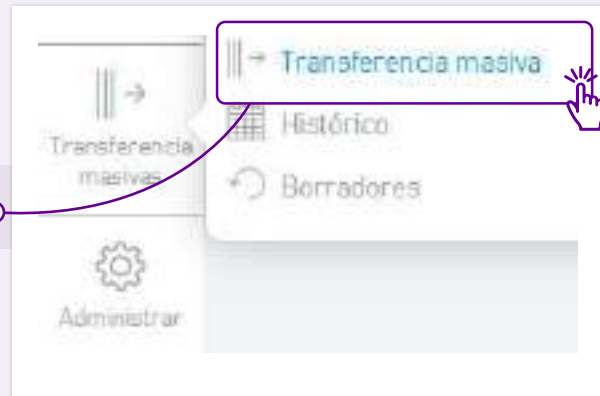 Transferencia masiva
Histórico
Borradores
Transferencia
masivas
Administrar